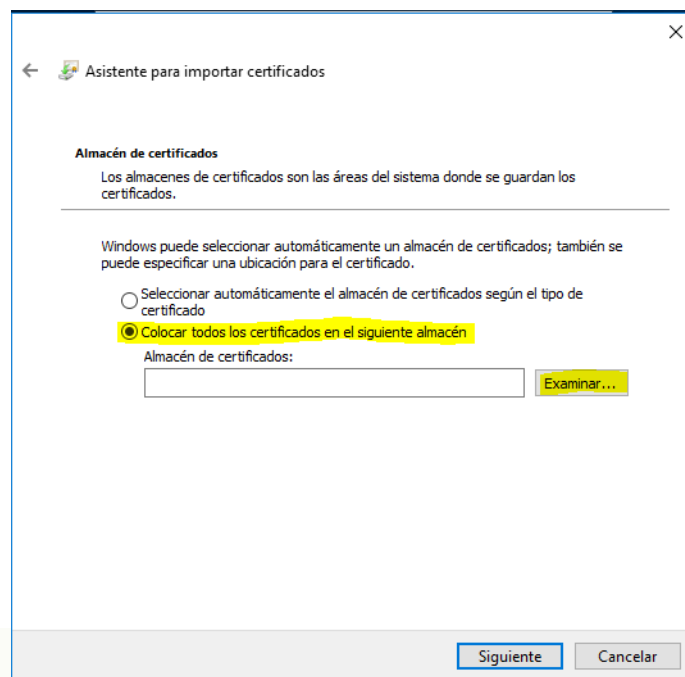 Asistente para importar certificados
Almacén de certificados
Los almacenes de certificados son las áreas del sistema donde se guardan los
certificados.
Windows puede seleccionar automáticamente un almacén de certificados; también se
puede especificar una ubicación para el certificado.
Seleccionar automáticamente el almacén de certificados según el tipo de
certificado
Colocar todos los certificados en el siguiente almacén
Almacén de certificados:
Examinar...
Siguiente Cancelar